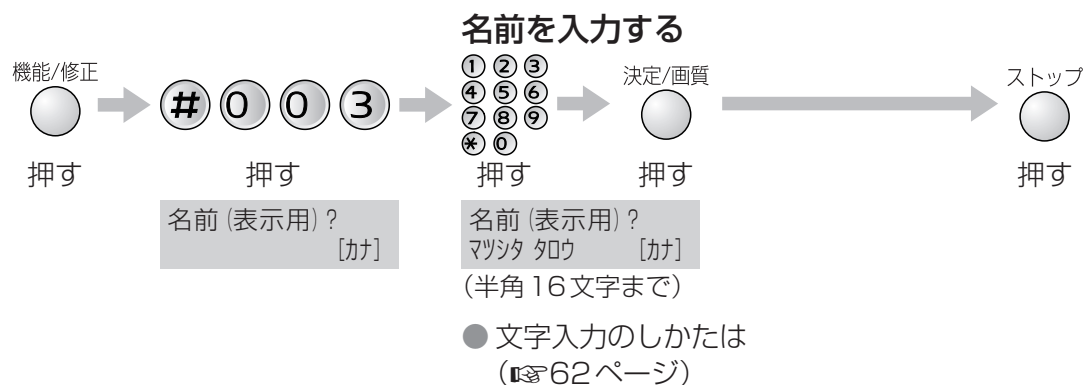 名前を入力する
機能/修正
# 0 0 3
1 2 3
4 5 6
7 8 9
* 0
決定/画質
ストップ
押す
押す
押す
押す
押す
名前 (表示用) ?
[カナ]
名前 (表示用) ?
マツシタ タロウ [カナ]
(半角16文字まで)
● 文字入力のしかたは
(☞62ページ)